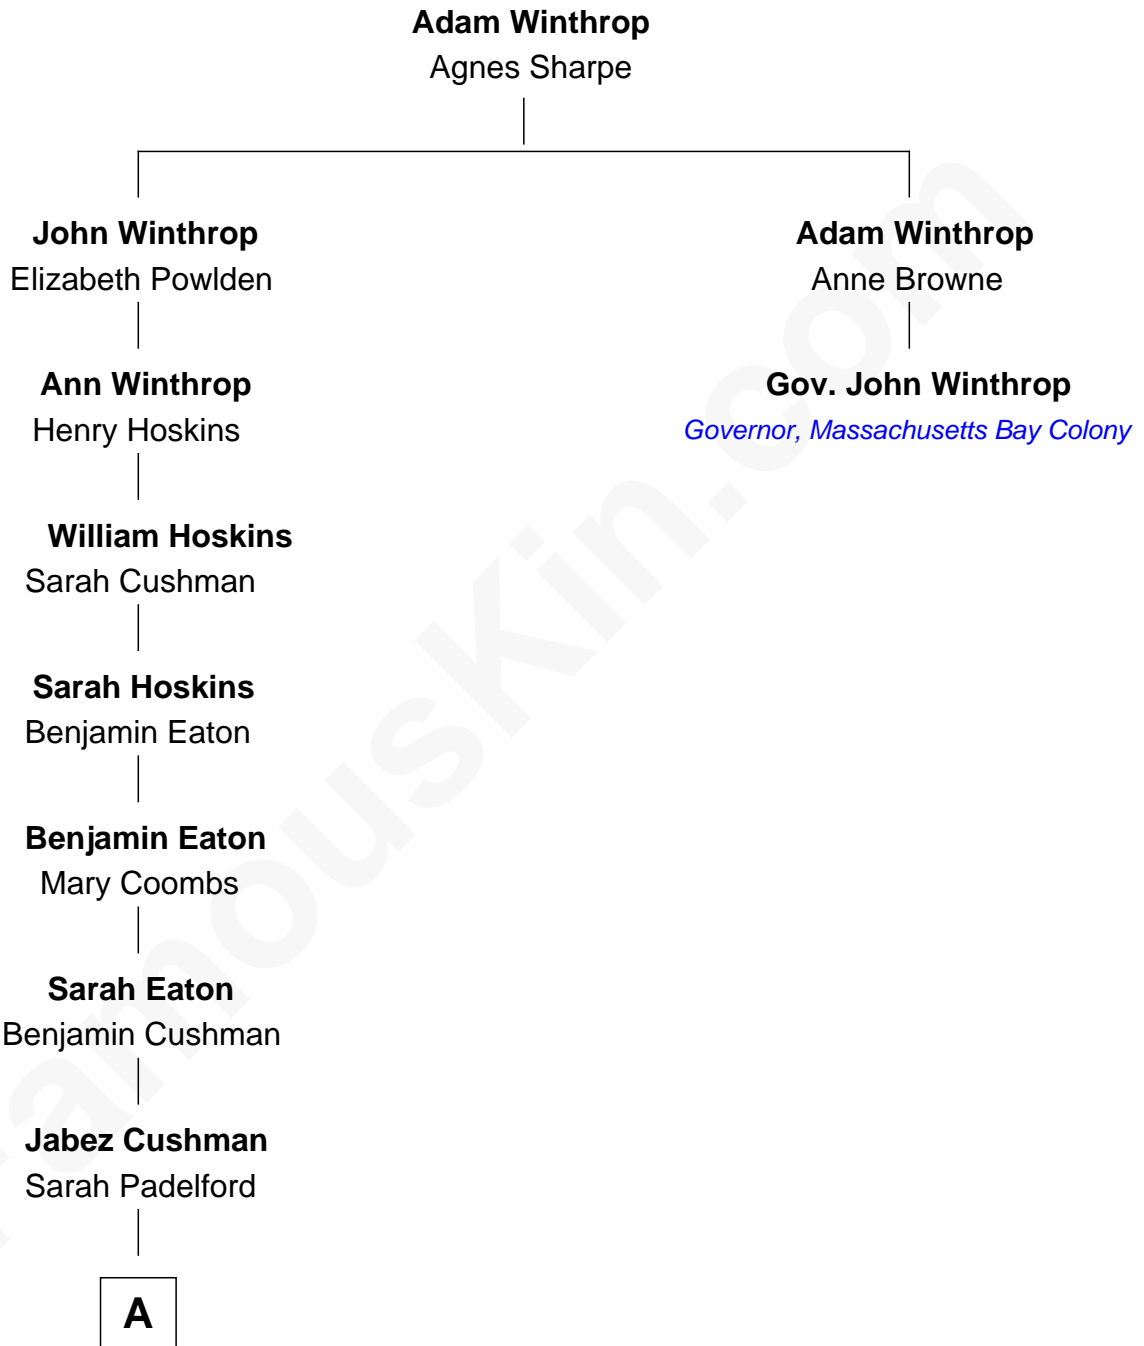 Adam Winthrop
Agnes Sharpe
John Winthrop
Elizabeth Powlden
Adam Winthrop
Anne Browne
Ann Winthrop
Henry Hoskins
Gov. John Winthrop
Governor, Massachusetts Bay Colony
William Hoskins
Sarah Cushman
Sarah Hoskins
Benjamin Eaton
Benjamin Eaton
Mary Coombs
Sarah Eaton
Benjamin Cushman
Jabez Cushman
Sarah Padelford
A
FamousKin.com